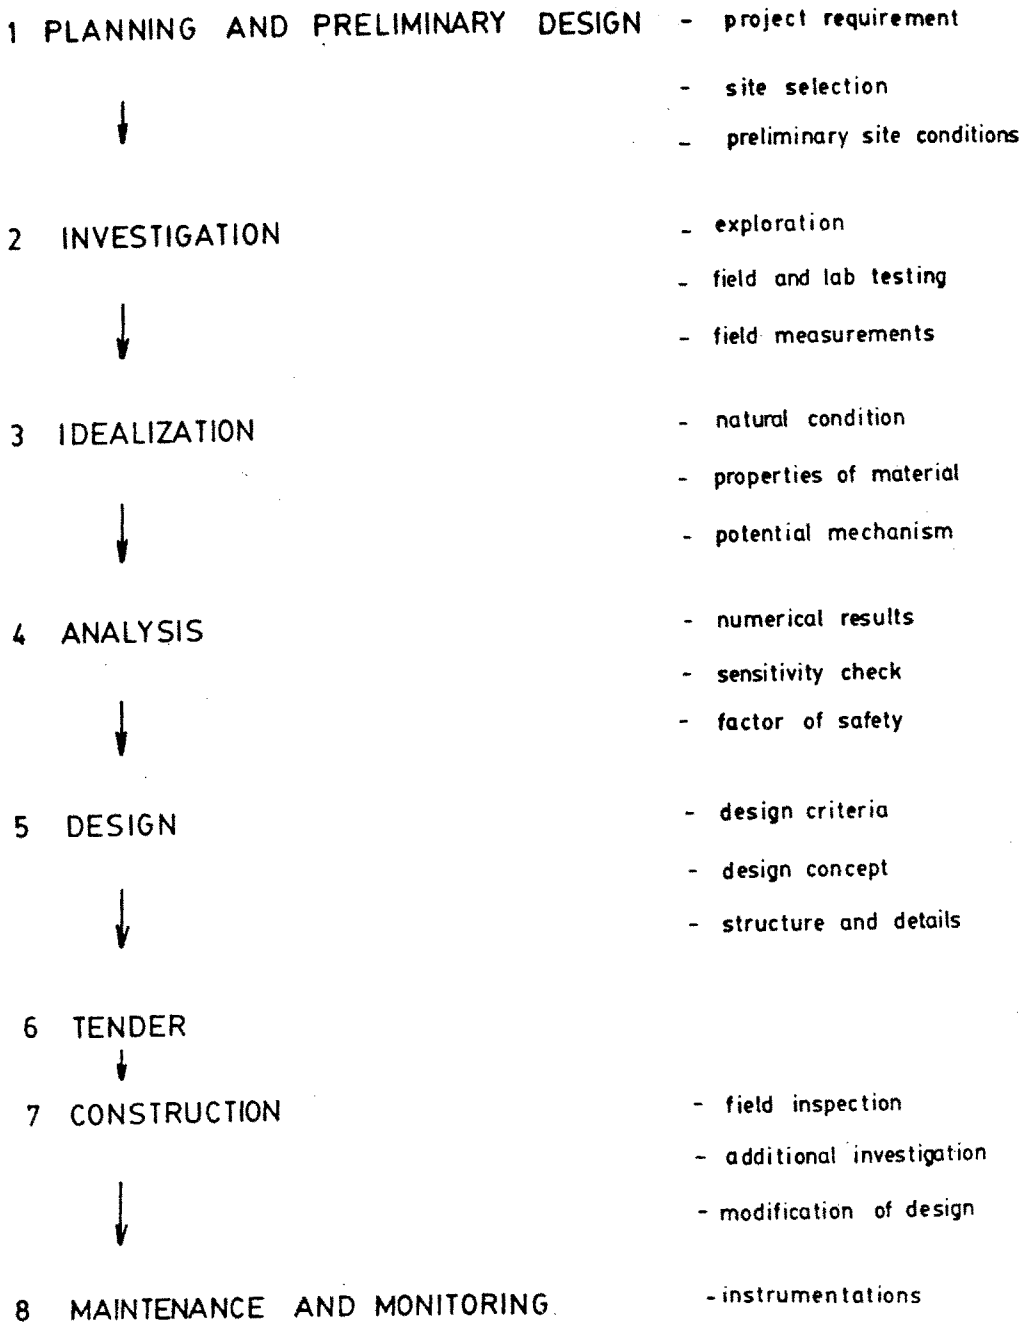 1 PLANNING AND PRELIMINARY DESIGN - project requirement
- site selection
- preliminary site conditions
2 INVESTIGATION - exploration
- field and lab testing
- field measurements
3 IDEALIZATION - natural condition
- properties of material
- potential mechanism
4 ANALYSIS - numerical results
- sensitivity check
- factor of safety
5 DESIGN - design criteria
- design concept
- structure and details
6 TENDER
7 CONSTRUCTION - field inspection
- additional investigation
- modification of design
8 MAINTENANCE AND MONITORING - instrumentations